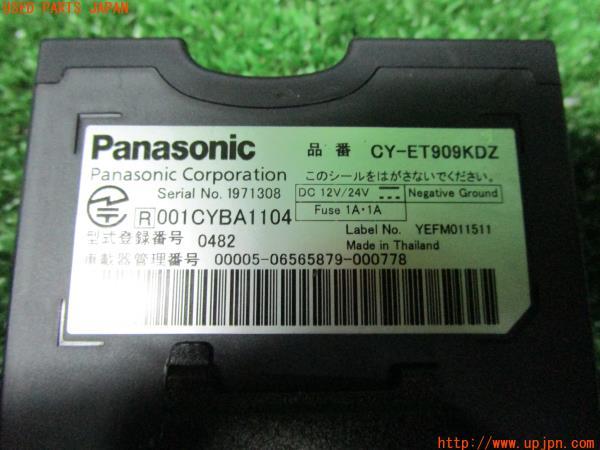 USED PARTS JAPAN
Panasonic 品番 CY-ET909KDZ
Panasonic Corporation このシールをはがさないでください。
Serial No. 1971308 DC 12V/24V Negative Ground
R 001CYBA1104 Fuse 1A・1A
Label No. YEFM011511
型式登録番号 0482 Made in Thailand
車載器管理番号 00005-06565879-000778
http://www.upjpn.com/